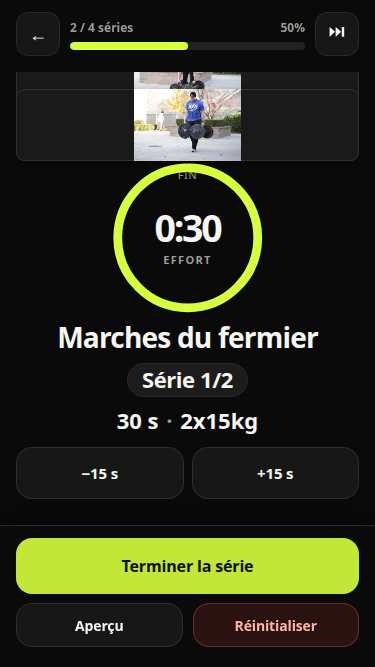 ←
2 / 4 séries
50%
FIN
0:30
EFFORT
Marches du fermier
Série 1/2
30 s · 2x15kg
−15 s
+15 s
Terminer la série
Aperçu
Réinitialiser